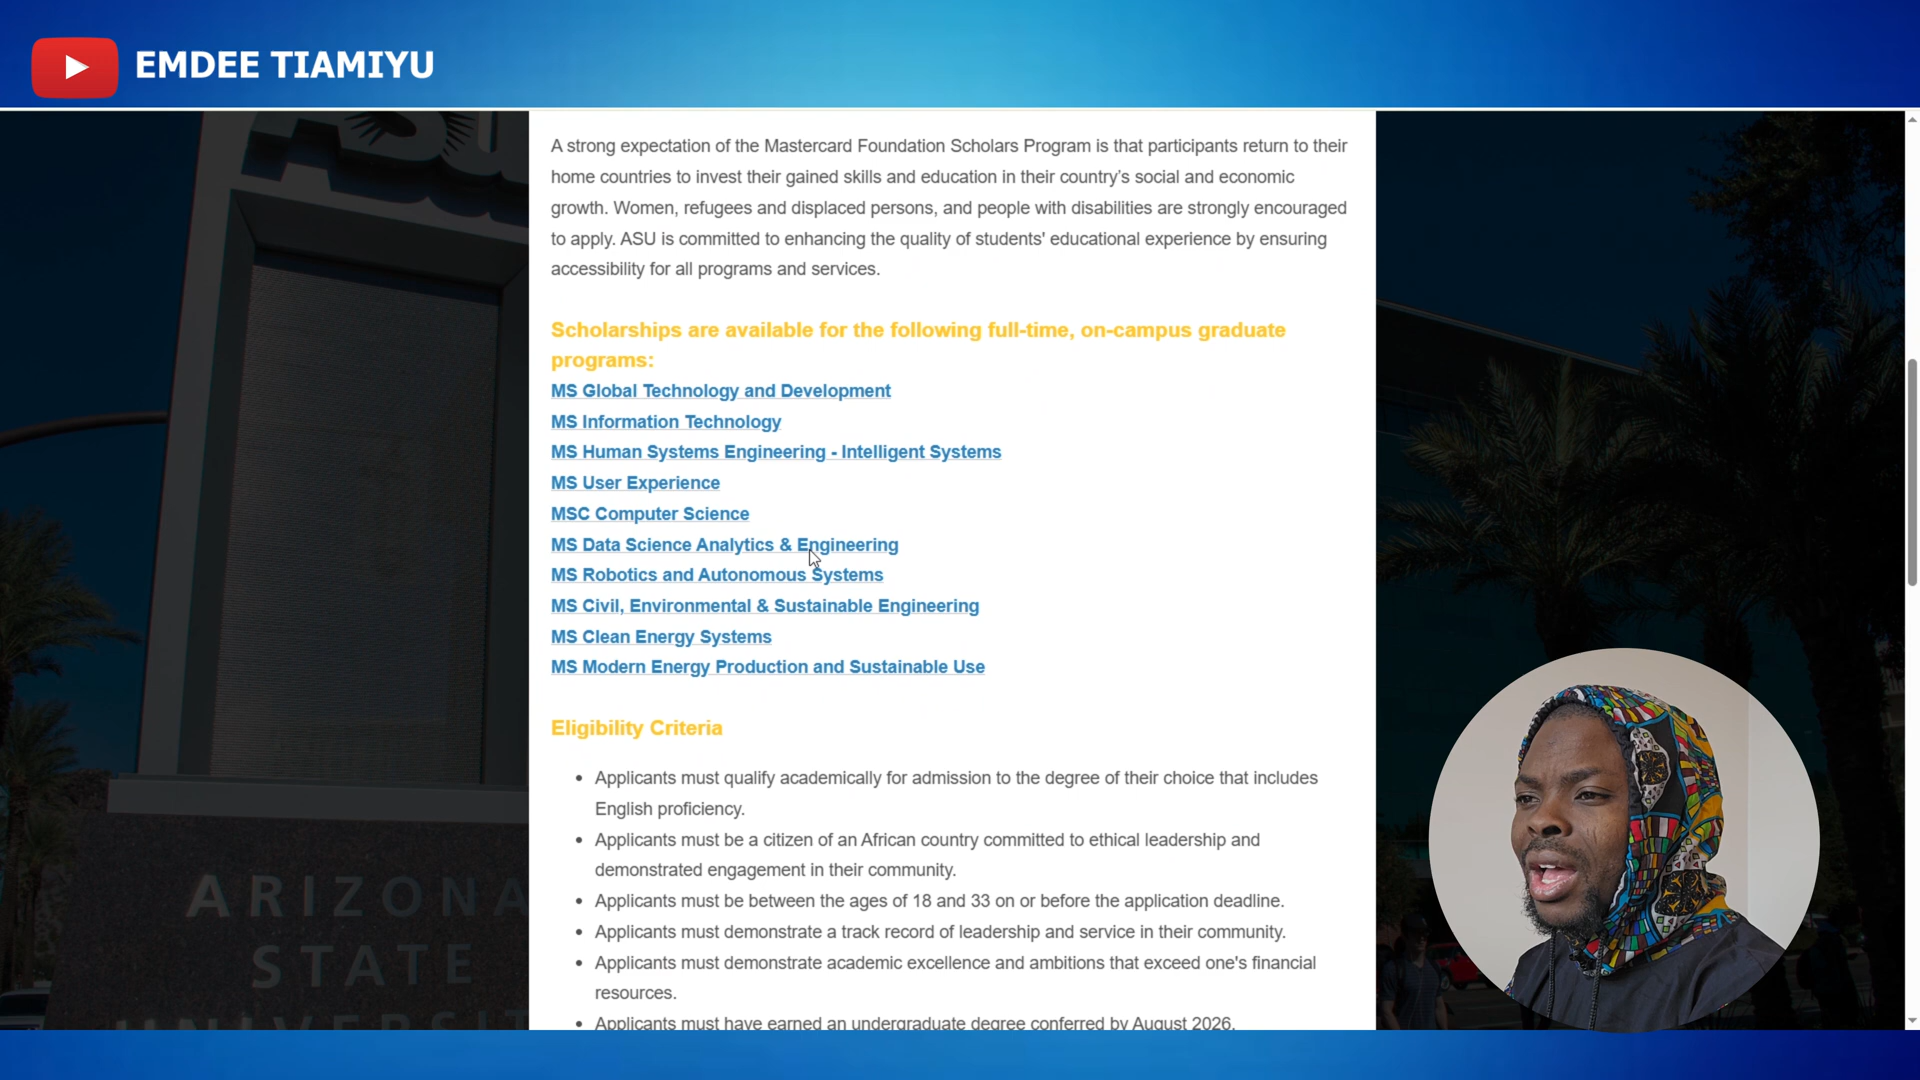 EMDEE TIAMIYU
A strong expectation of the Mastercard Foundation Scholars Program is that participants return to their
home countries to invest their gained skills and education in their country’s social and economic
growth. Women, refugees and displaced persons, and people with disabilities are strongly encouraged
to apply. ASU is committed to enhancing the quality of students' educational experience by ensuring
accessibility for all programs and services.
Scholarships are available for the following full-time, on-campus graduate
programs:
MS Global Technology and Development
MS Information Technology
MS Human Systems Engineering - Intelligent Systems
MS User Experience
MSC Computer Science
MS Data Science Analytics & Engineering
MS Robotics and Autonomous Systems
MS Civil, Environmental & Sustainable Engineering
MS Clean Energy Systems
MS Modern Energy Production and Sustainable Use
Eligibility Criteria
• Applicants must qualify academically for admission to the degree of their choice that includes
English proficiency.
• Applicants must be a citizen of an African country committed to ethical leadership and
demonstrated engagement in their community.
• Applicants must be between the ages of 18 and 33 on or before the application deadline.
• Applicants must demonstrate a track record of leadership and service in their community.
• Applicants must demonstrate academic excellence and ambitions that exceed one's financial
resources.
• Applicants must have earned an undergraduate degree conferred by August 2026.
ASU
ARIZONA
STATE